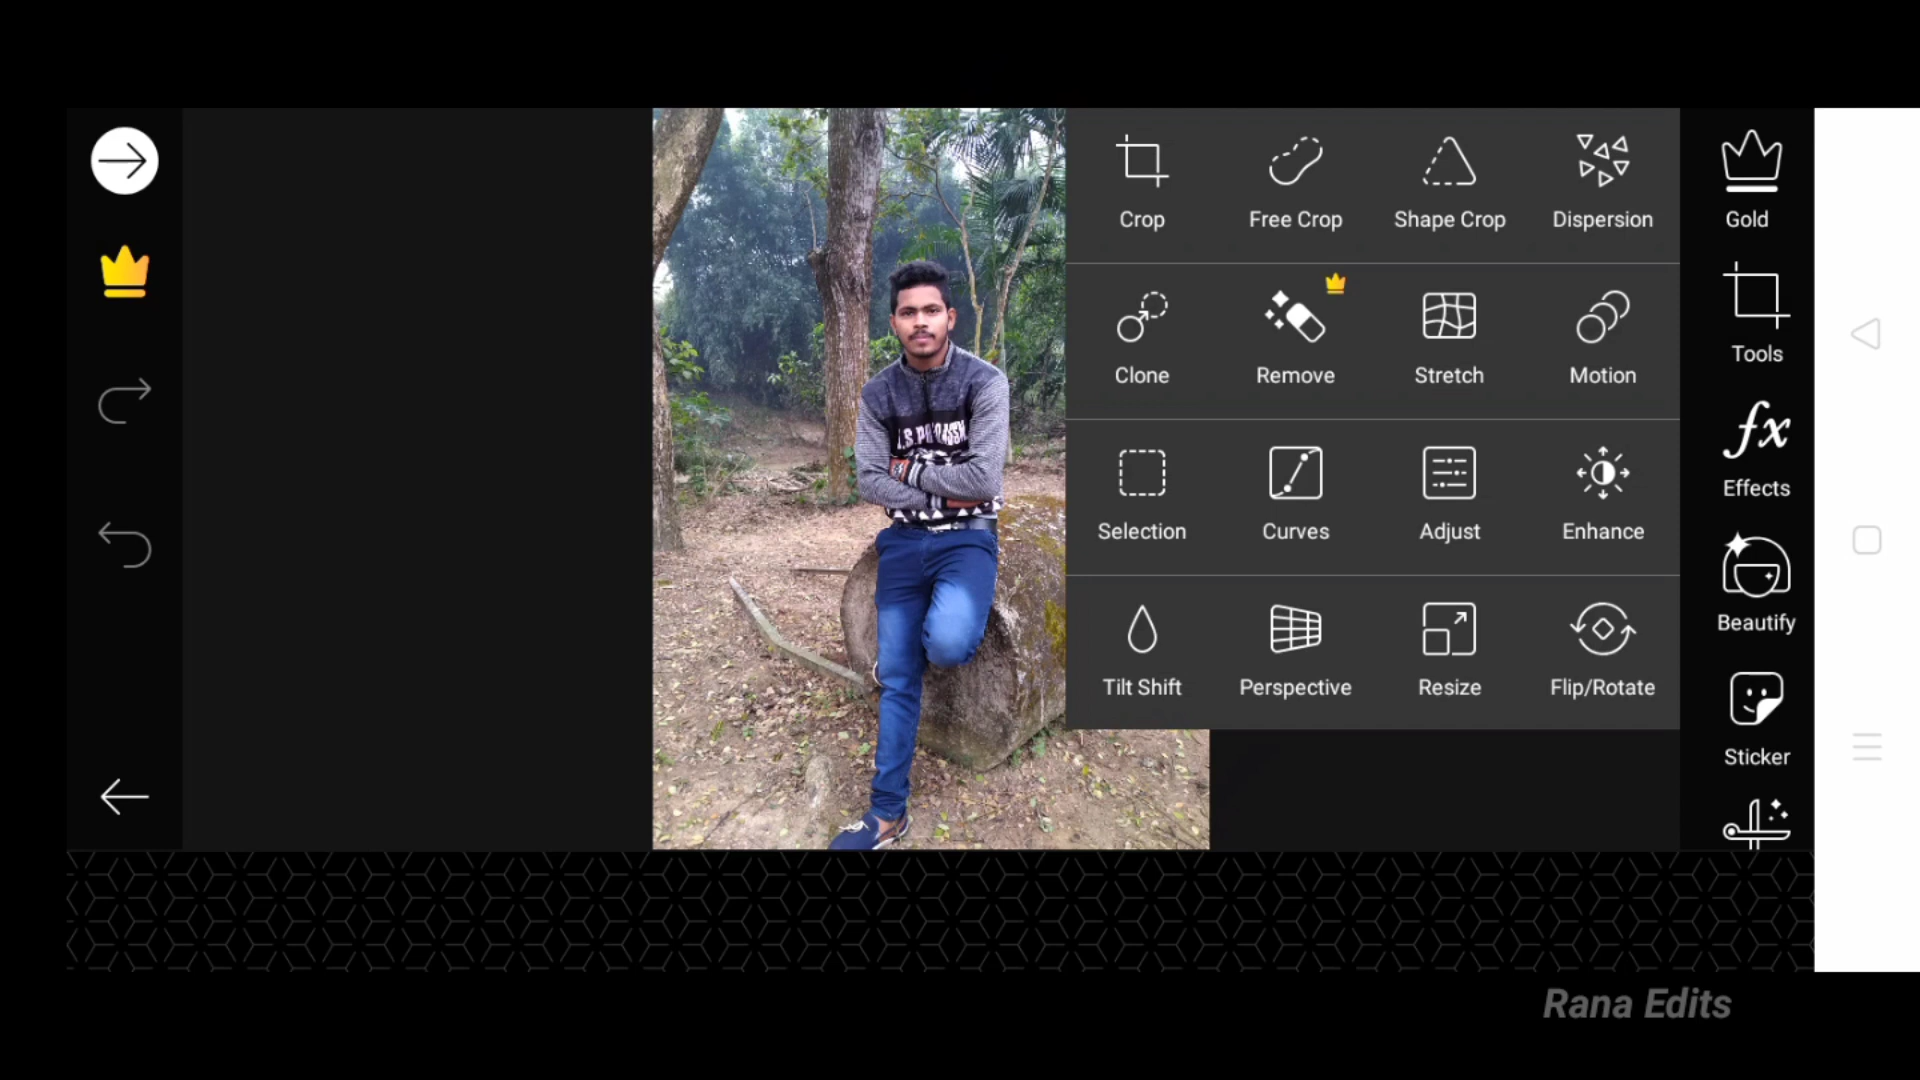 Crop
Free Crop
Shape Crop
Dispersion
Clone
Remove
Stretch
Motion
Selection
Curves
Adjust
Enhance
Tilt Shift
Perspective
Resize
Flip/Rotate
Gold
Tools
Effects
Beautify
Sticker
Rana Edits